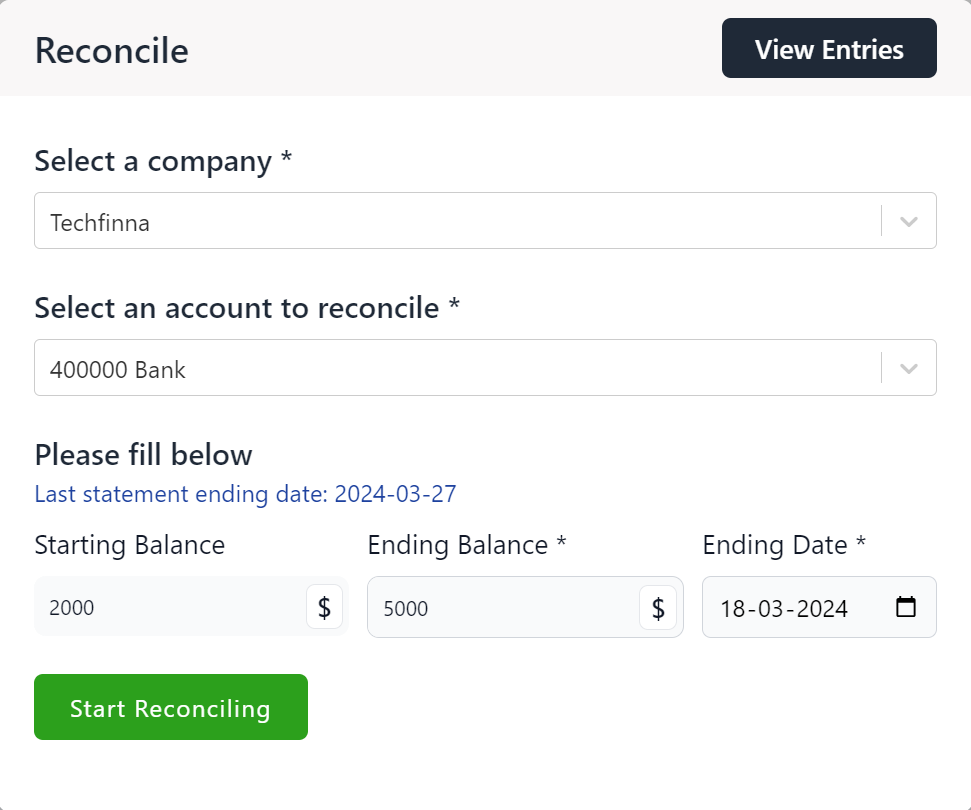 Reconcile
View Entries
Select a company *
Techfinna
Select an account to reconcile *
400000 Bank
Please fill below
Last statement ending date: 2024-03-27
Starting Balance
Ending Balance *
Ending Date *
2000 $
5000 $
18-03-2024
Start Reconciling